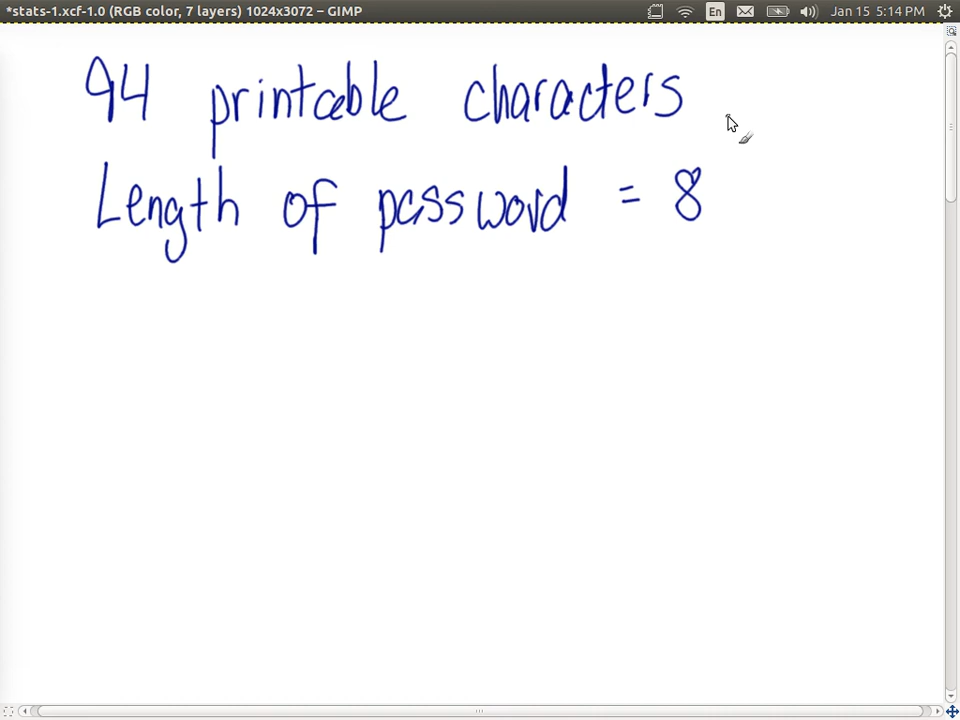 *stats-1.xcf-1.0 (RGB color, 7 layers) 1024x3072 – GIMP En Jan 15 5:14 PM
94 printable characters
Length of password = 8